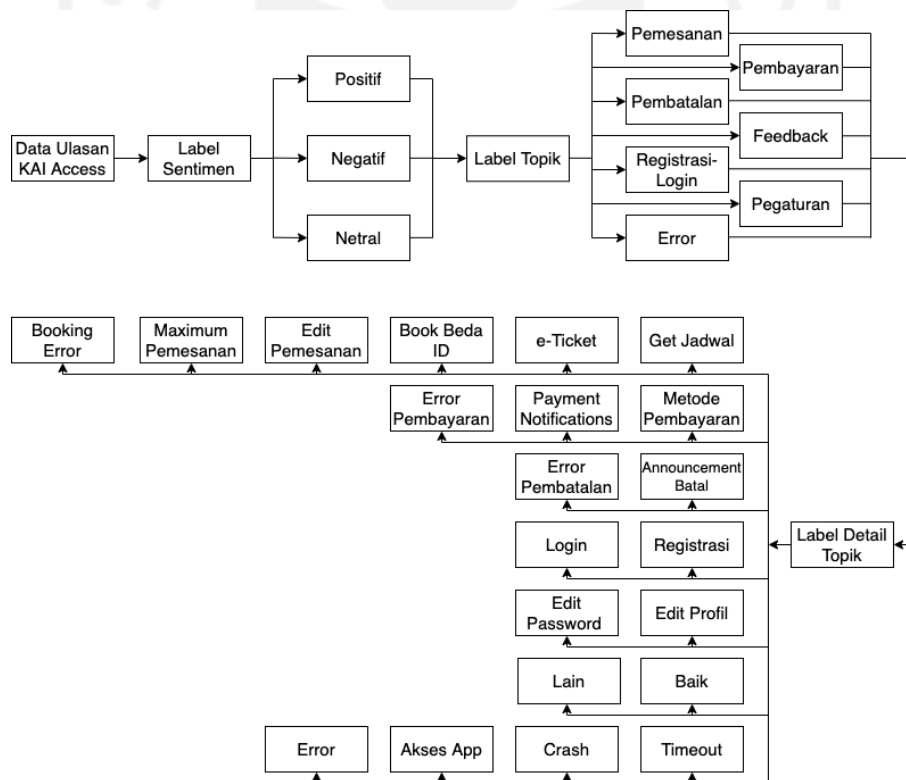 Pemesanan
Pembayaran
Positif
Pembatalan
Data Ulasan
KAI Access
Label
Sentimen
Negatif
Label Topik
Feedback
Registrasi-
Login
Pegaturan
Netral
Error
Booking
Error
Maximum
Pemesanan
Edit
Pemesanan
Book Beda
ID
e-Ticket
Get Jadwal
Error
Pembayaran
Payment
Notifications
Metode
Pembayaran
Error
Pembatalan
Announcement
Batal
Login
Registrasi
Label Detail
Topik
Edit
Password
Edit Profil
Lain
Baik
Error
Akses App
Crash
Timeout